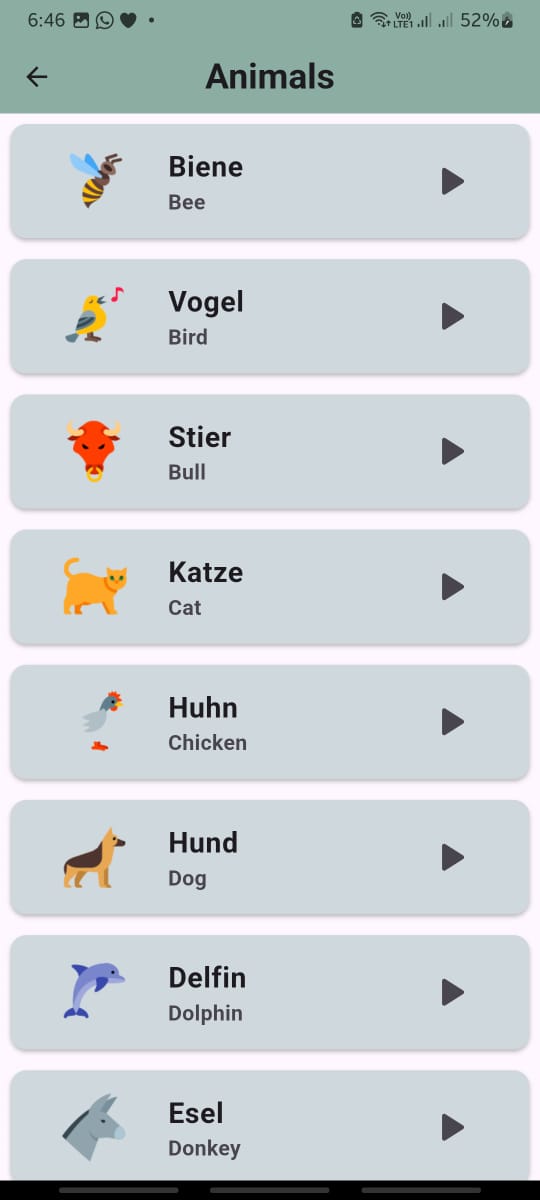 6:46
Vo))
LTE1
52%
Animals
Biene
Bee
Vogel
Bird
Stier
Bull
Katze
Cat
Huhn
Chicken
Hund
Dog
Delfin
Dolphin
Esel
Donkey